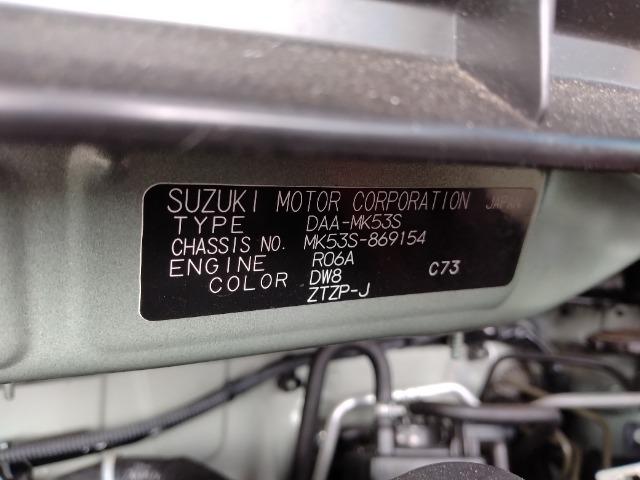 SUZUKI MOTOR CORPORATION JAPAN
TYPE DAA-MK53S
CHASSIS NO. MK53S-869154
ENGINE R06A C73
COLOR DW8
ZTZP-J